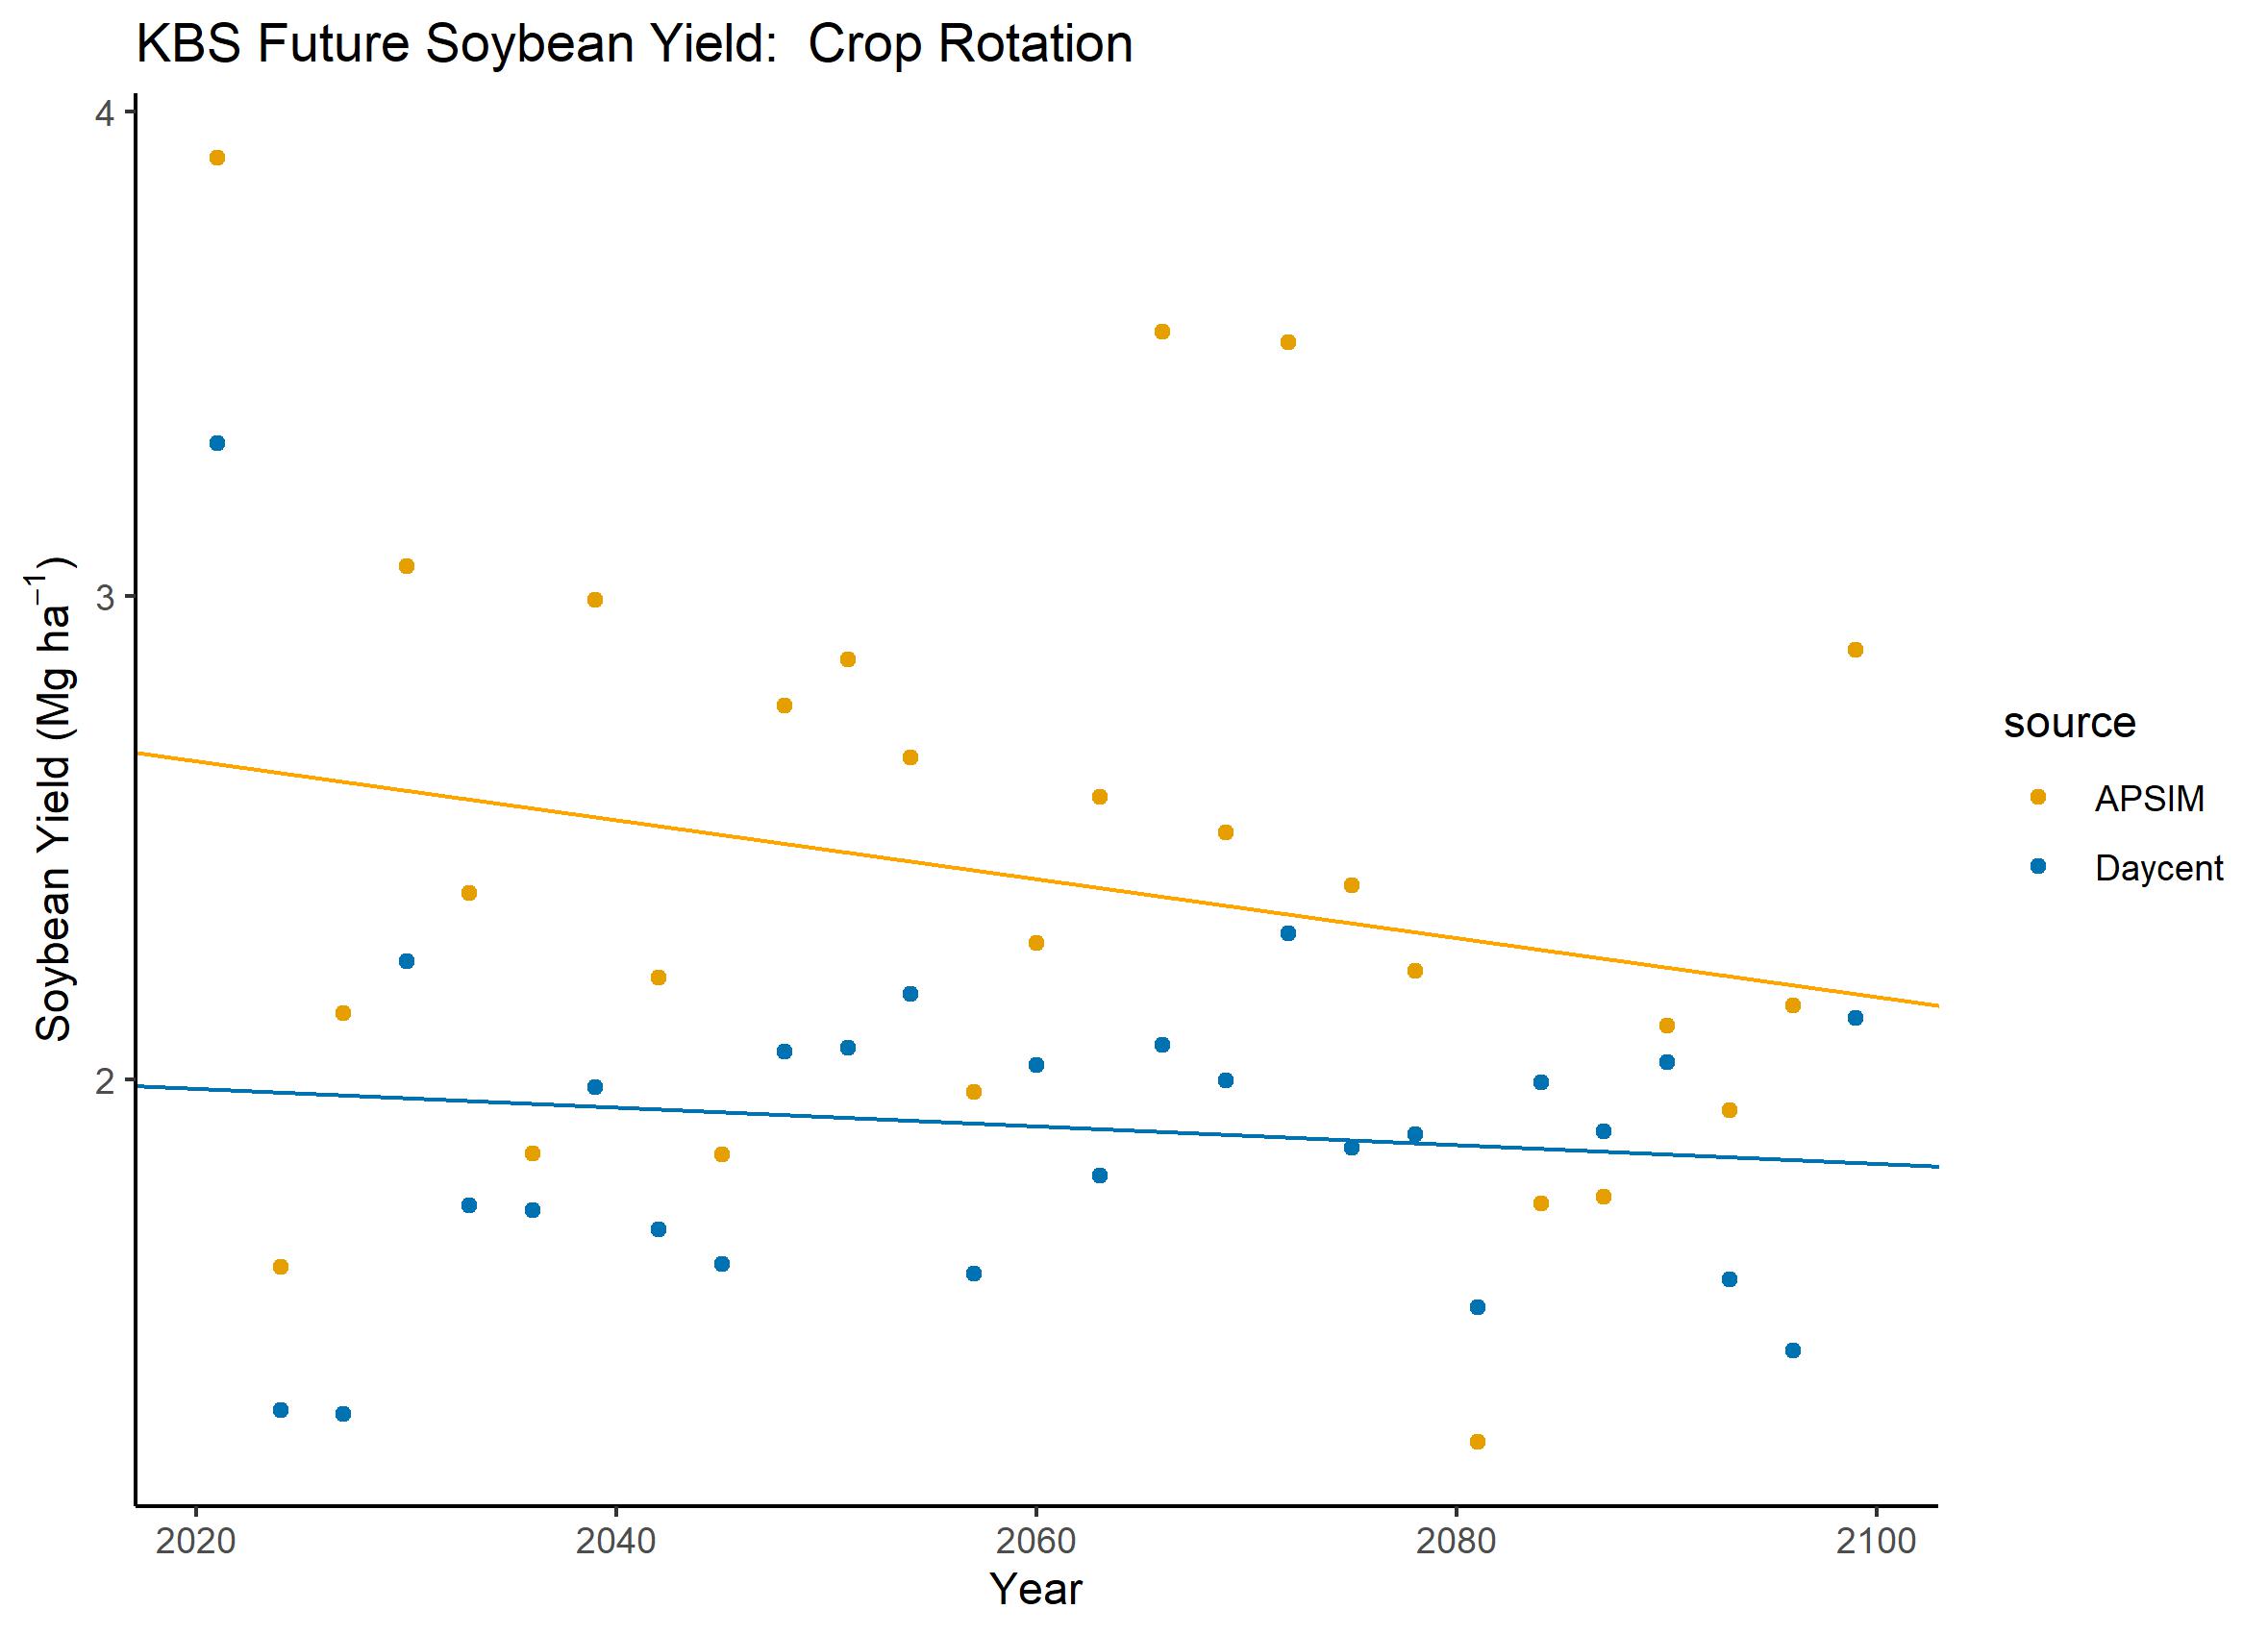 KBS Future Soybean Yield:  Crop Rotation
Soybean Yield (Mg ha⁻¹)
4
3
2
2020 2040 2060 2080 2100
Year
source
APSIM
Daycent